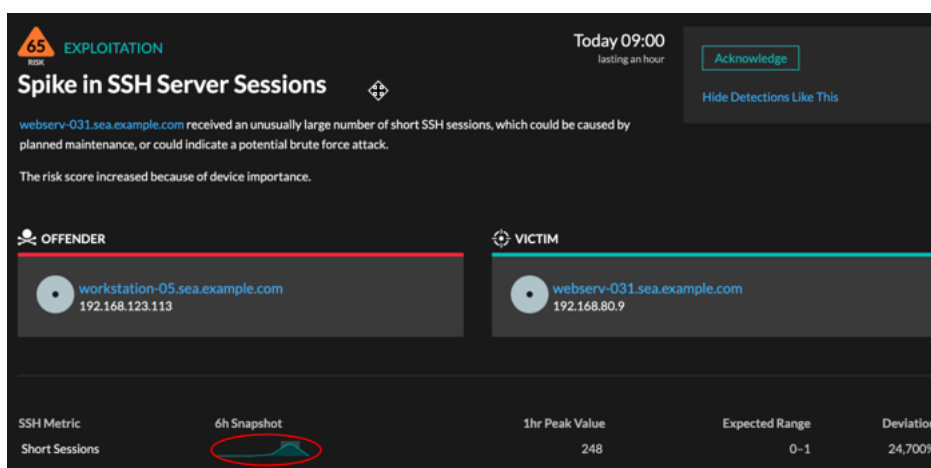 65
RISK
EXPLOITATION
Spike in SSH Server Sessions
Today 09:00
lasting an hour
Acknowledge
Hide Detections Like This
webserv-031.sea.example.com received an unusually large number of short SSH sessions, which could be caused by
planned maintenance, or could indicate a potential brute force attack.
The risk score increased because of device importance.
OFFENDER
workstation-05.sea.example.com
192.168.123.113
VICTIM
webserv-031.sea.example.com
192.168.80.9
SSH Metric 6h Snapshot 1hr Peak Value Expected Range Deviation
Short Sessions 248 0–1 24,700%